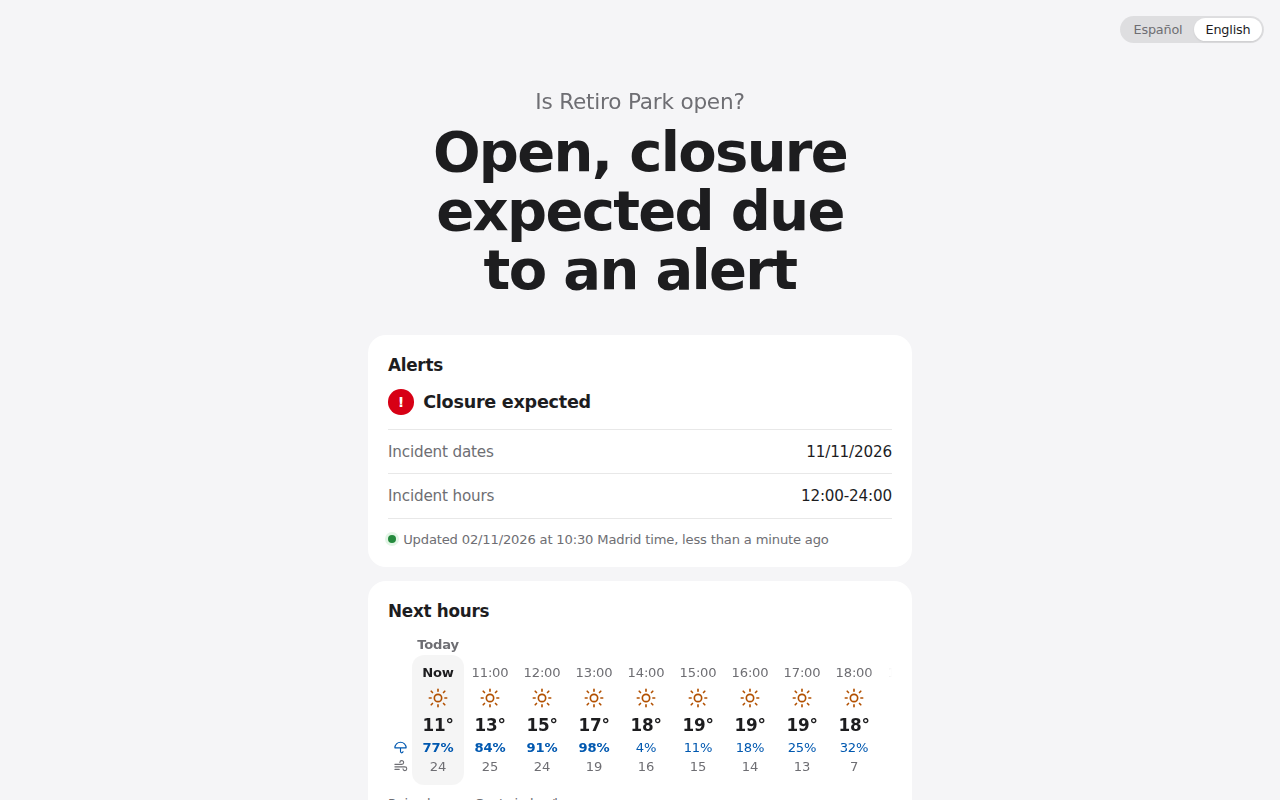 Español English
Is Retiro Park open?
Open, closure
expected due
to an alert
Alerts
! Closure expected
Incident dates 11/11/2026
Incident hours 12:00-24:00
Updated 02/11/2026 at 10:30 Madrid time, less than a minute ago
Next hours
Today
Now 11:00 12:00 13:00 14:00 15:00 16:00 17:00 18:00
11° 13° 15° 17° 18° 19° 19° 19° 18°
77% 84% 91% 98% 4% 11% 18% 25% 32%
24 25 24 19 16 15 14 13 7